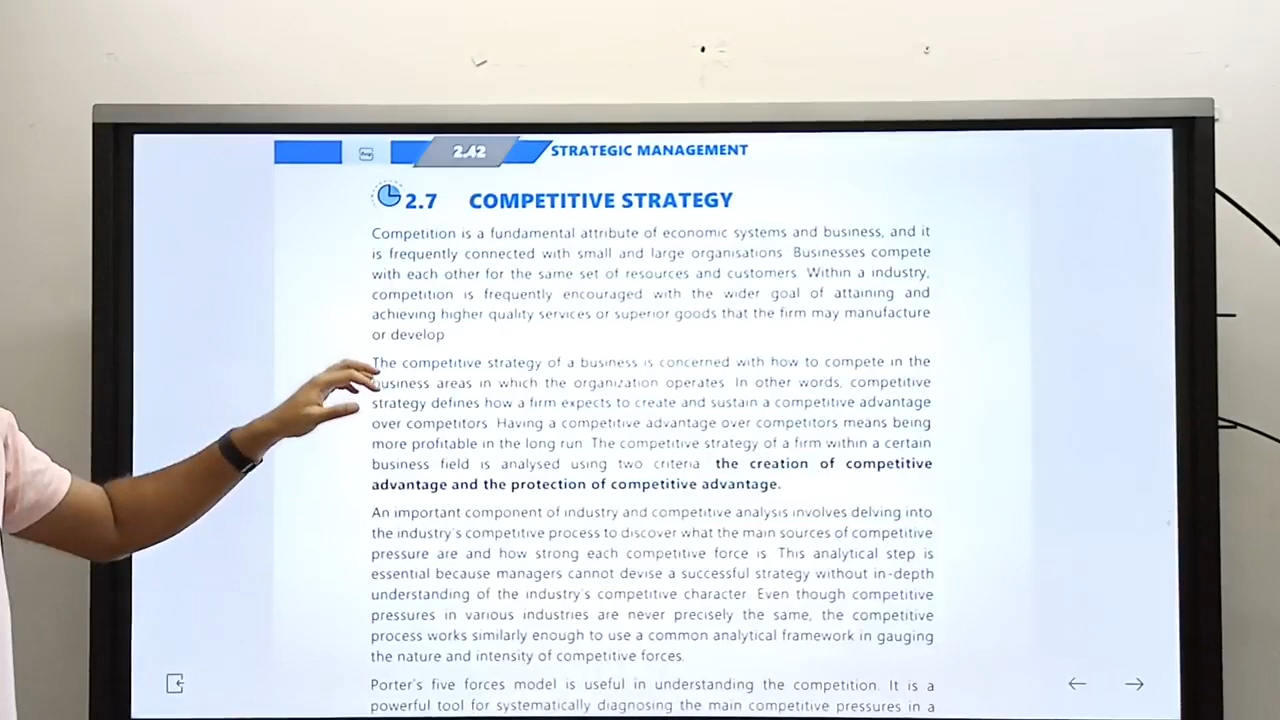 2.42 STRATEGIC MANAGEMENT
2.7 COMPETITIVE STRATEGY
Competition is a fundamental attribute of economic systems and business, and it
is frequently connected with small and large organisations. Businesses compete
with each other for the same set of resources and customers. Within a industry,
competition is frequently encouraged with the wider goal of attaining and
achieving higher quality services or superior goods that the firm may manufacture
or develop.
The competitive strategy of a business is concerned with how to compete in the
business areas in which the organization operates. In other words, competitive
strategy defines how a firm expects to create and sustain a competitive advantage
over competitors. Having a competitive advantage over competitors means being
more profitable in the long run. The competitive strategy of a firm within a certain
business field is analysed using two criteria: the creation of competitive
advantage and the protection of competitive advantage.
An important component of industry and competitive analysis involves delving into
the industry's competitive process to discover what the main sources of competitive
pressure are and how strong each competitive force is. This analytical step is
essential because managers cannot devise a successful strategy without in-depth
understanding of the industry's competitive character. Even though competitive
pressures in various industries are never precisely the same, the competitive
process works similarly enough to use a common analytical framework in gauging
the nature and intensity of competitive forces.
Porter's five forces model is useful in understanding the competition. It is a
powerful tool for systematically diagnosing the main competitive pressures in a